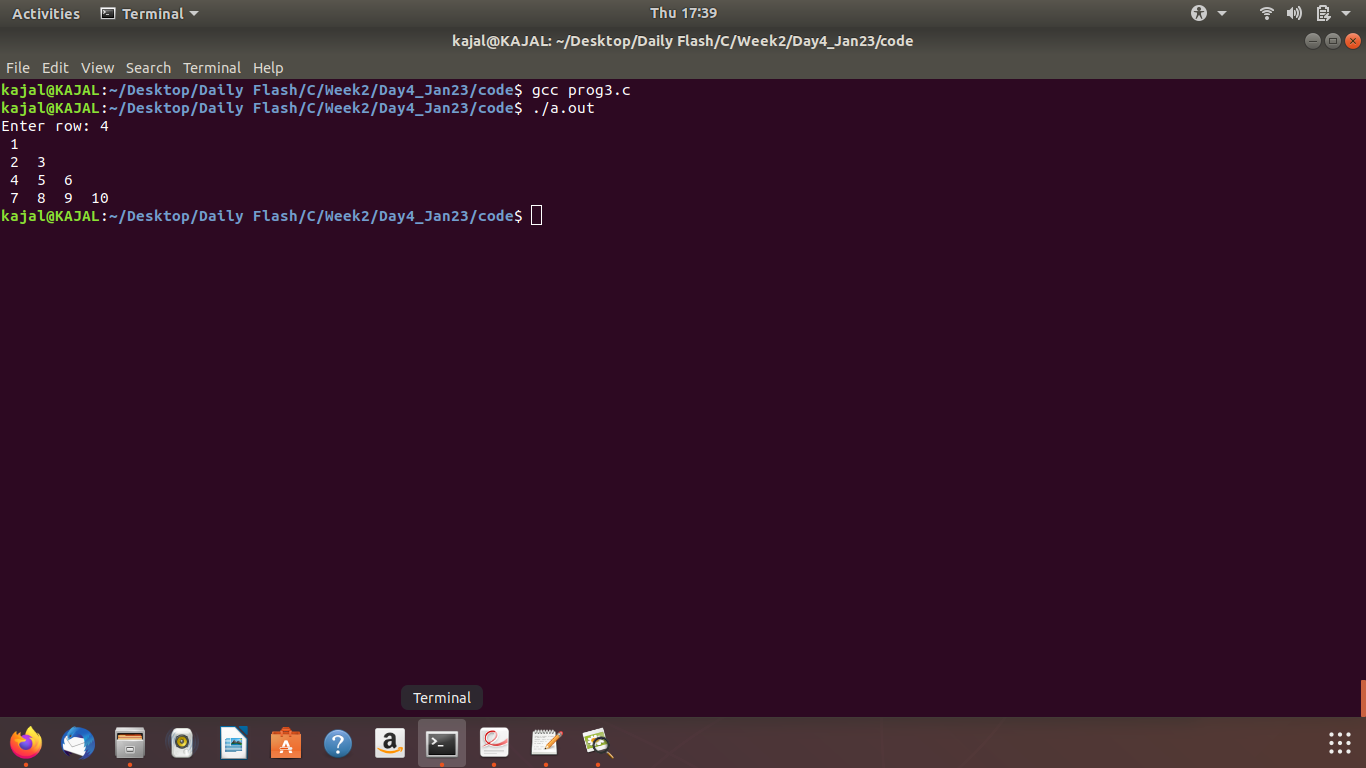 Activities Terminal Thu 17:39
kajal@KAJAL: ~/Desktop/Daily Flash/C/Week2/Day4_Jan23/code
File Edit View Search Terminal Help
kajal@KAJAL:~/Desktop/Daily Flash/C/Week2/Day4_Jan23/code$ gcc prog3.c
kajal@KAJAL:~/Desktop/Daily Flash/C/Week2/Day4_Jan23/code$ ./a.out
Enter row: 4
1
2 3
4 5 6
7 8 9 10
kajal@KAJAL:~/Desktop/Daily Flash/C/Week2/Day4_Jan23/code$
Terminal